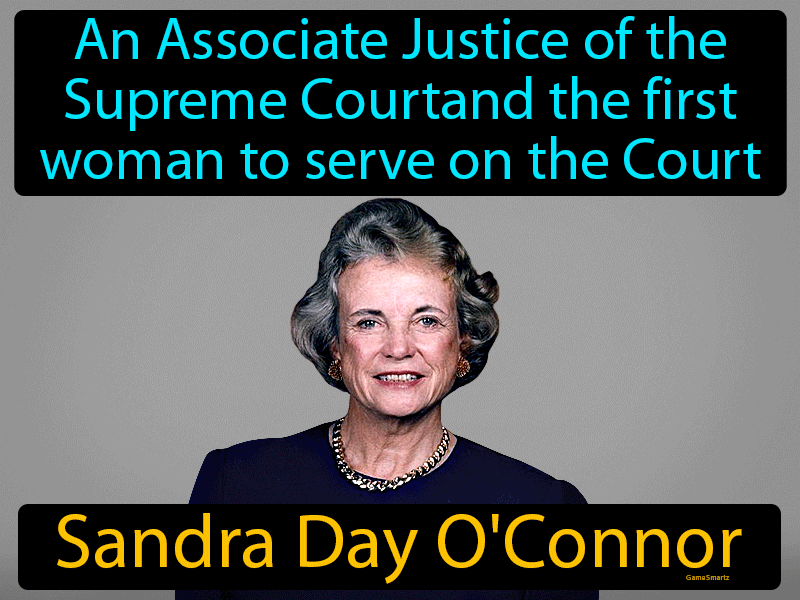 An Associate Justice of the
Supreme Courtand the first
woman to serve on the Court
Sandra Day O'Connor
GameSmartz